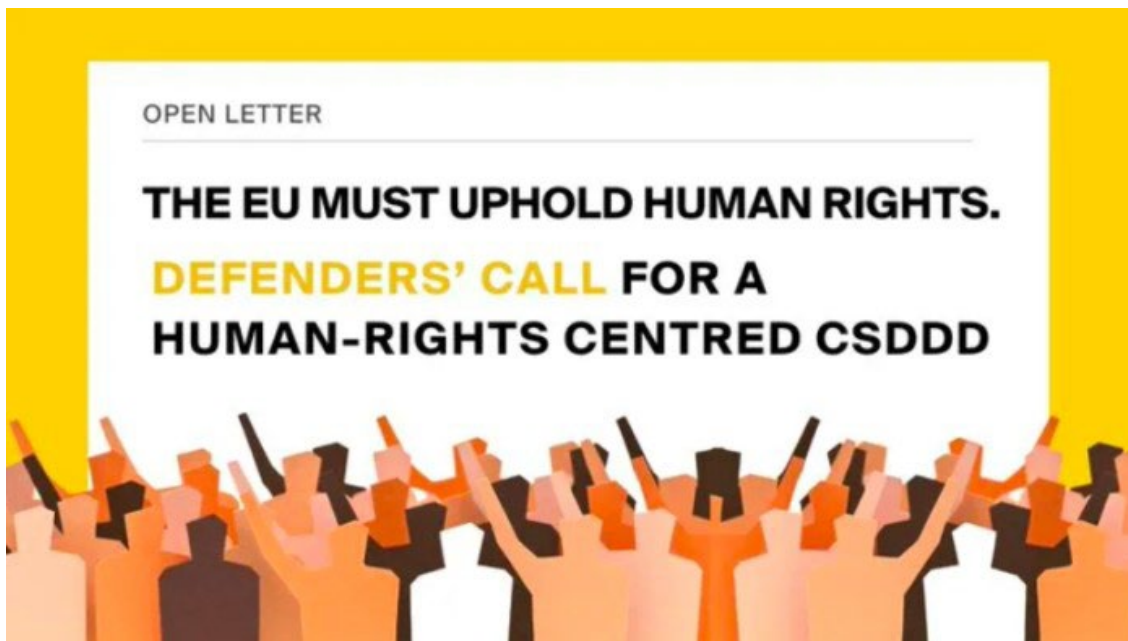 OPEN LETTER
THE EU MUST UPHOLD HUMAN RIGHTS.
DEFENDERS’ CALL FOR A
HUMAN-RIGHTS CENTRED CSDDD